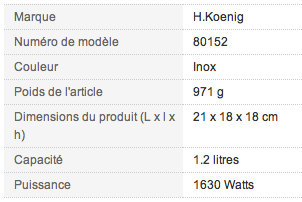 Marque H.Koenig
Numéro de modèle 80152
Couleur Inox
Poids de l'article 971 g
Dimensions du produit (L x l x 21 x 18 x 18 cm
h)
Capacité 1.2 litres
Puissance 1630 Watts